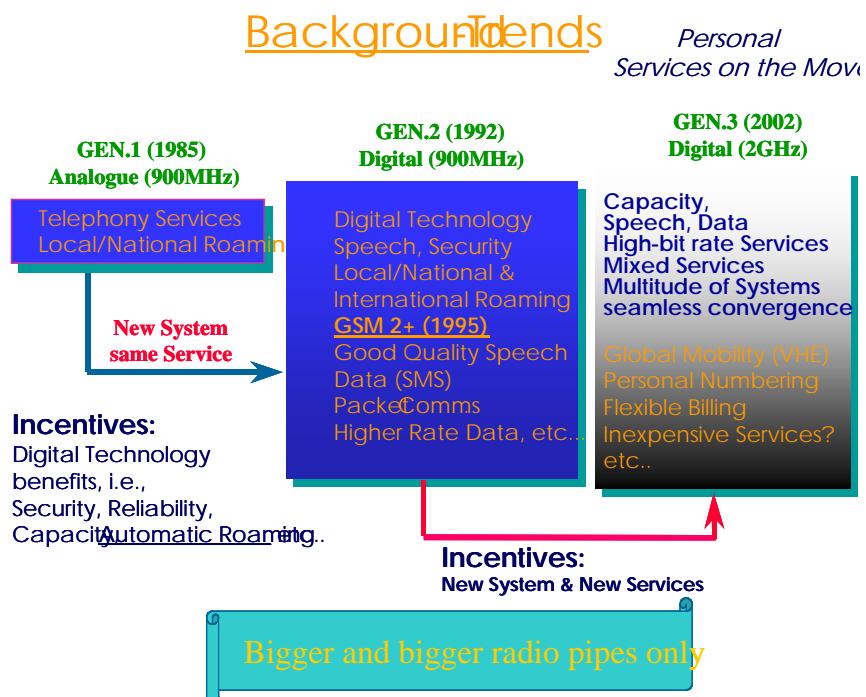 Background-Trends
Personal
Services on the Move
GEN.1 (1985)
Analogue (900MHz)
Telephony Services
Local/National Roamin
New System
same Service
Incentives:
Digital Technology
benefits, i.e.,
Security, Reliability,
Capacity, Automatic Roaming etc..
GEN.2 (1992)
Digital (900MHz)
Digital Technology
Speech, Security
Local/National &
International Roaming
GSM 2+ (1995)
Good Quality Speech
Data (SMS)
Packet Comms
Higher Rate Data, etc...
GEN.3 (2002)
Digital (2GHz)
Capacity,
Speech, Data
High-bit rate Services
Mixed Services
Multitude of Systems
seamless convergence
Global Mobility (VHE)
Personal Numbering
Flexible Billing
Inexpensive Services?
etc..
Incentives:
New System & New Services
Bigger and bigger radio pipes only